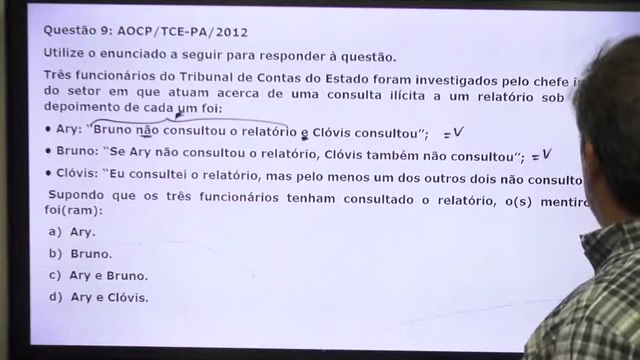 Questão 9: AOCP/TCE-PA/2012
Utilize o enunciado a seguir para responder à questão.
Três funcionários do Tribunal de Contas do Estado foram investigados pelo chefe
do setor em que atuam acerca de uma consulta ilícita a um relatório sob
depoimento de cada um foi:
• Ary: "Bruno não consultou o relatório e Clóvis consultou"; =V
• Bruno: "Se Ary não consultou o relatório, Clóvis também não consultou"; =V
• Clóvis: "Eu consultei o relatório, mas pelo menos um dos outros dois não consulto
Supondo que os três funcionários tenham consultado o relatório, o(s) mentiro
foi(ram):
a) Ary.
b) Bruno.
c) Ary e Bruno.
d) Ary e Clóvis.